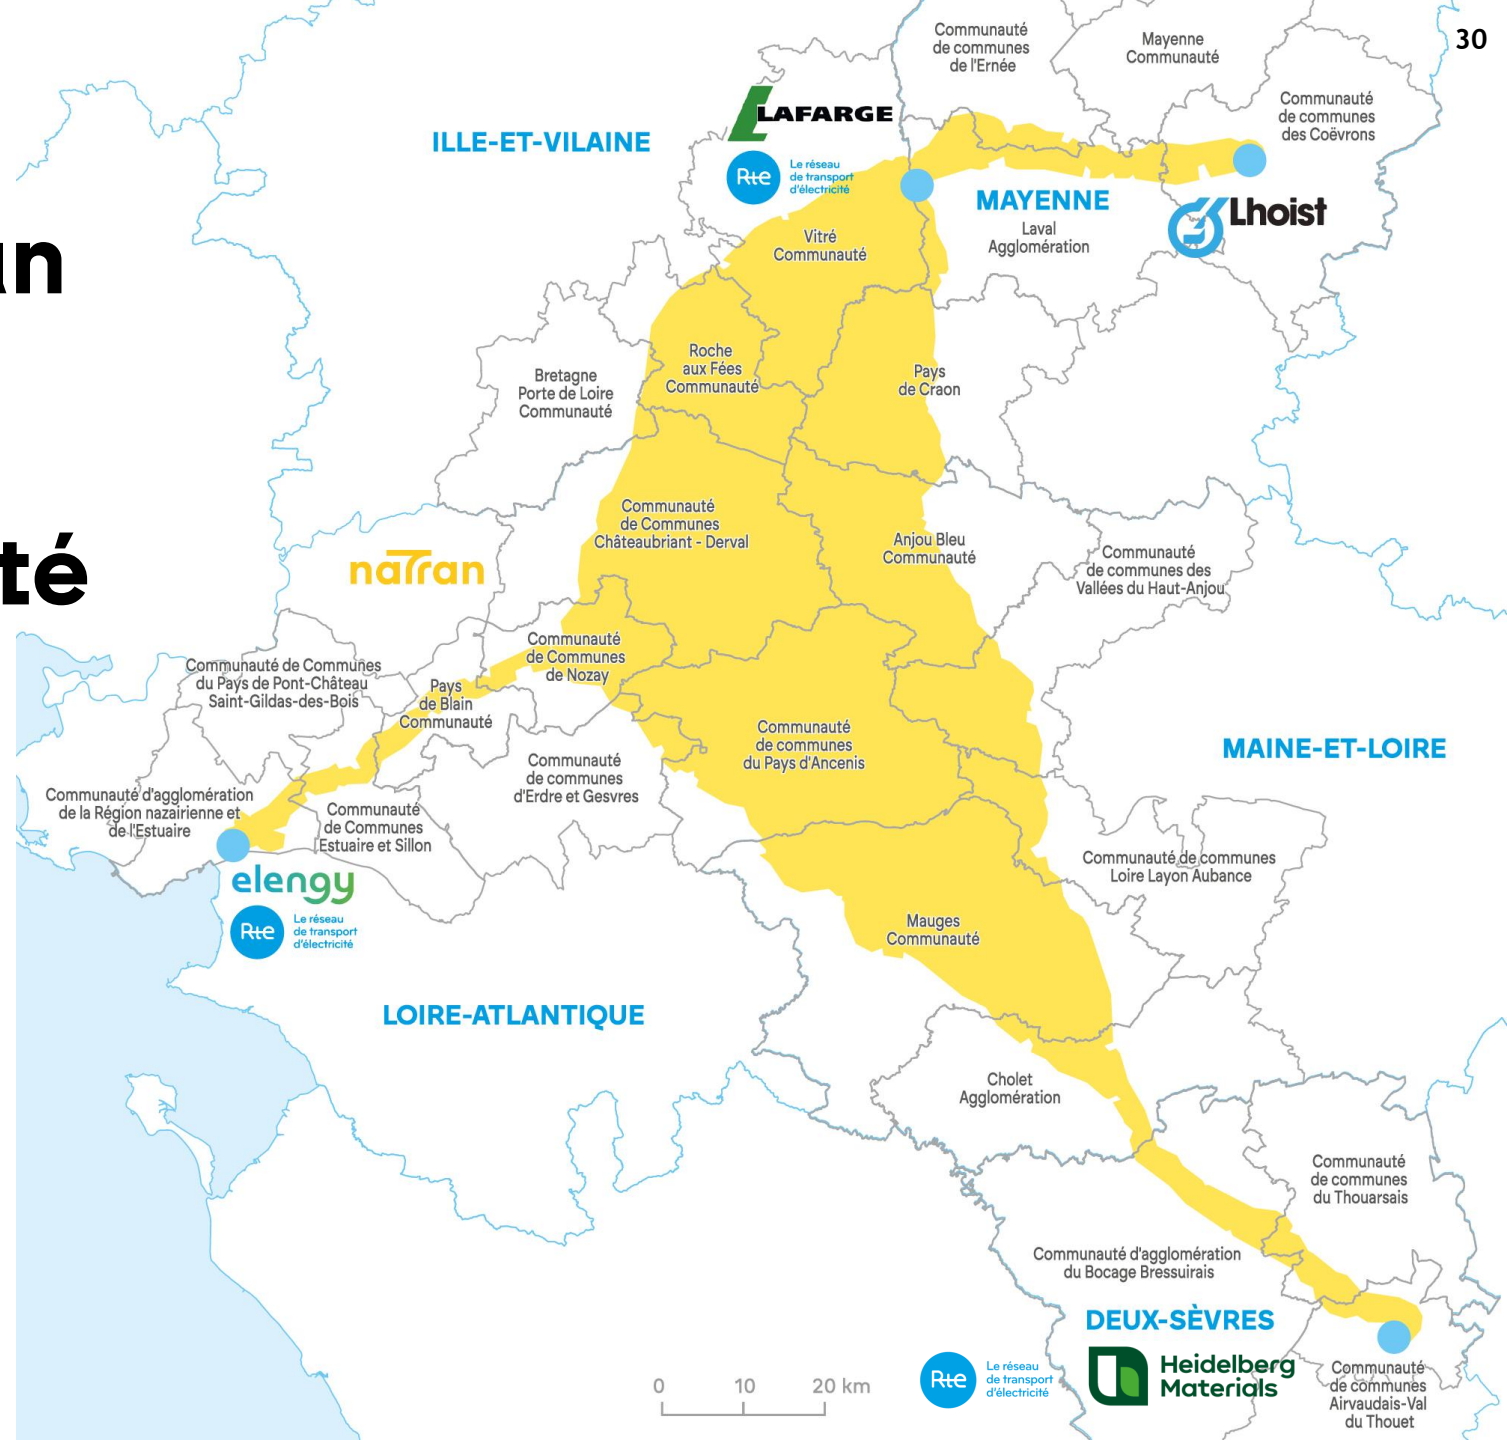 30
Communauté
de communes
de l'Ernée
Mayenne
Communauté
Communauté
de communes
des Coëvrons
LAFARGE
ILLE-ET-VILAINE
Rte
Le réseau
de transport
d'électricité
MAYENNE
Laval
Agglomération
Lhoist
Vitré
Communauté
Roche
aux Fées
Communauté
Bretagne
Porte de Loire
Communauté
Pays
de Craon
Communauté
de Communes
Châteaubriant - Derval
Anjou Bleu
Communauté
Communauté
de communes des
Vallées du Haut-Anjou
naTran
té
Communauté
de Communes
de Nozay
Communauté de Communes
du Pays de Pont-Château
Saint-Gildas-des-Bois
Pays
de Blain
Communauté
Communauté
de communes
du Pays d'Ancenis
MAINE-ET-LOIRE
Communauté
de communes
d'Erdre et Gesvres
Communauté d'agglomération
de la Région nazairienne et
de l'Estuaire
Communauté
de Communes
Estuaire et Sillon
elengy
Rte
Le réseau
de transport
d'électricité
Communauté de communes
Loire Layon Aubance
Mauges
Communauté
LOIRE-ATLANTIQUE
Cholet
Agglomération
Communauté
de communes
du Thouarsais
Communauté d'agglomération
du Bocage Bressuirais
DEUX-SÈVRES
Rte
Le réseau
de transport
d'électricité
Heidelberg
Materials
Communauté
de communes
Airvaudais-Val
du Thouet
0 10 20 km